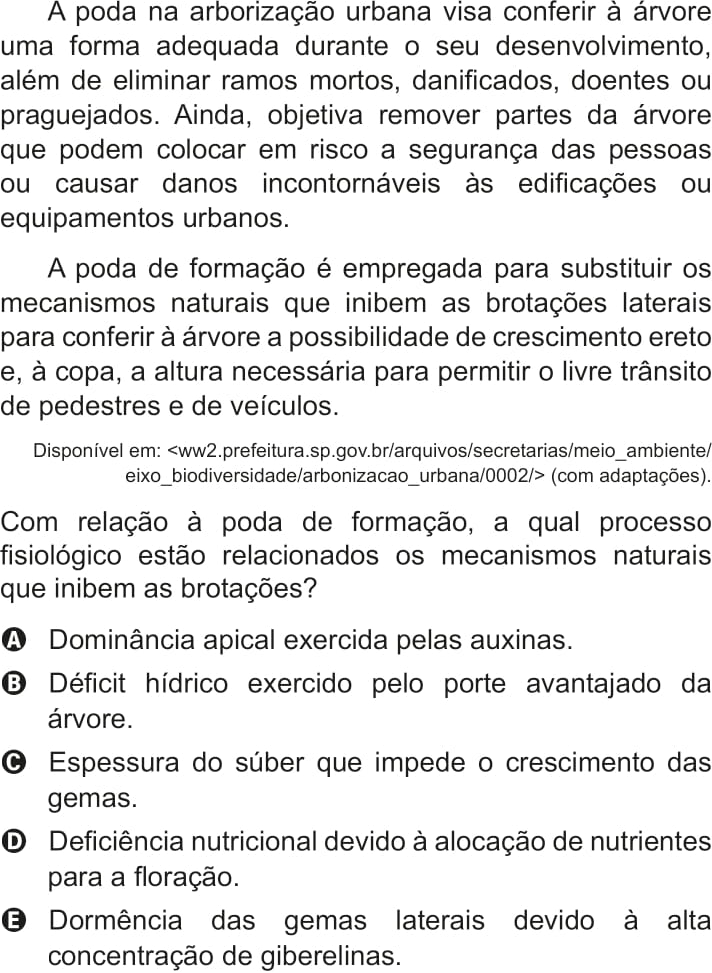 A poda na arborização urbana visa conferir à árvore
uma forma adequada durante o seu desenvolvimento,
além de eliminar ramos mortos, danificados, doentes ou
praguejados. Ainda, objetiva remover partes da árvore
que podem colocar em risco a segurança das pessoas
ou causar danos incontornáveis às edificações ou
equipamentos urbanos.
A poda de formação é empregada para substituir os
mecanismos naturais que inibem as brotações laterais
para conferir à árvore a possibilidade de crescimento ereto
e, à copa, a altura necessária para permitir o livre trânsito
de pedestres e de veículos.
Disponível em: <ww2.prefeitura.sp.gov.br/arquivos/secretarias/meio_ambiente/
eixo_biodiversidade/arbonizacao_urbana/0002/> (com adaptações).
Com relação à poda de formação, a qual processo
fisiológico estão relacionados os mecanismos naturais
que inibem as brotações?
A Dominância apical exercida pelas auxinas.
B Déficit hídrico exercido pelo porte avantajado da
árvore.
C Espessura do súber que impede o crescimento das
gemas.
D Deficiência nutricional devido à alocação de nutrientes
para a floração.
E Dormência das gemas laterais devido à alta
concentração de giberelinas.